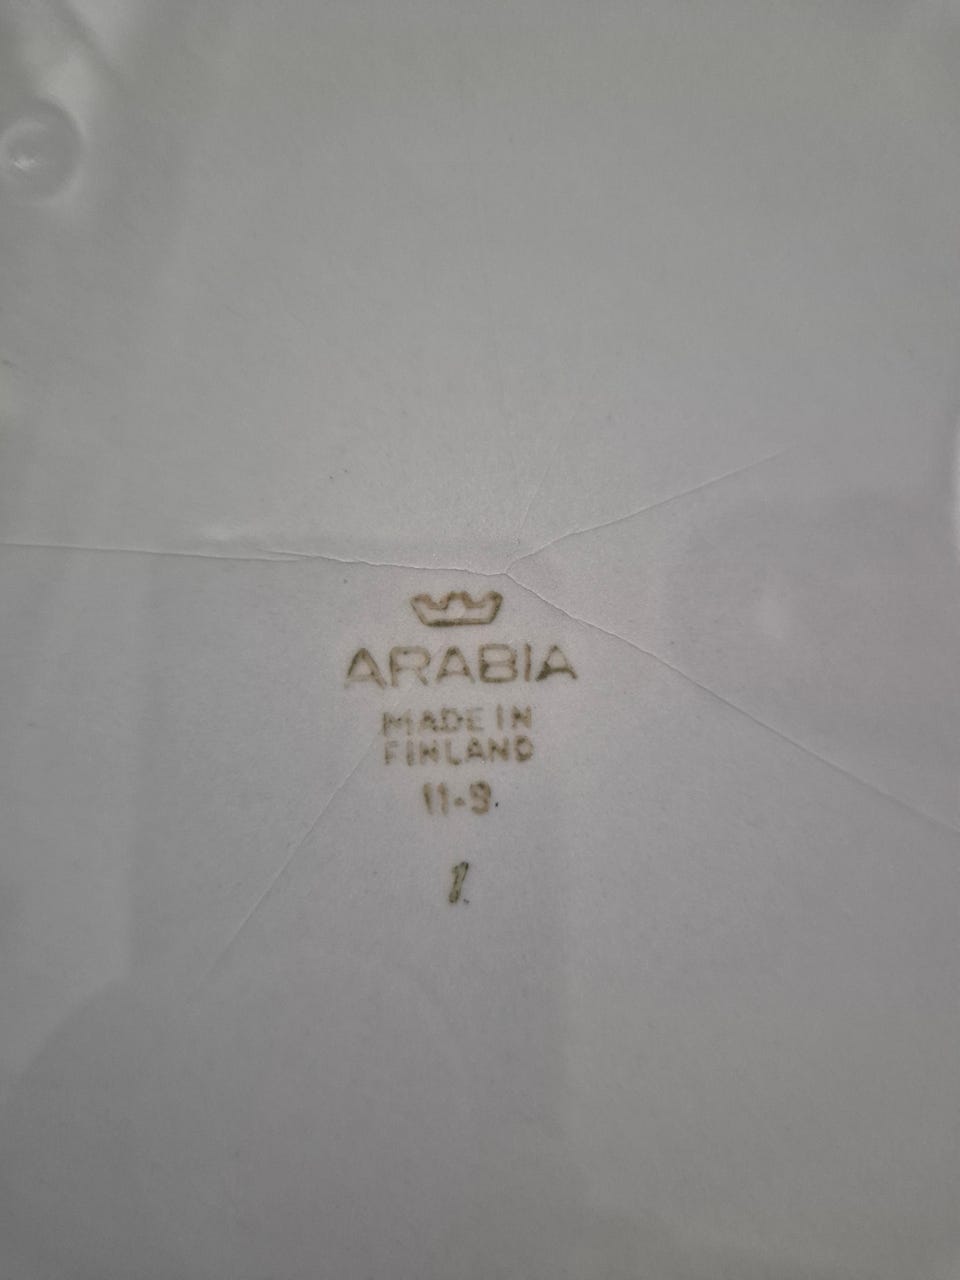 ARABIA
MADE IN
FINLAND
11-9